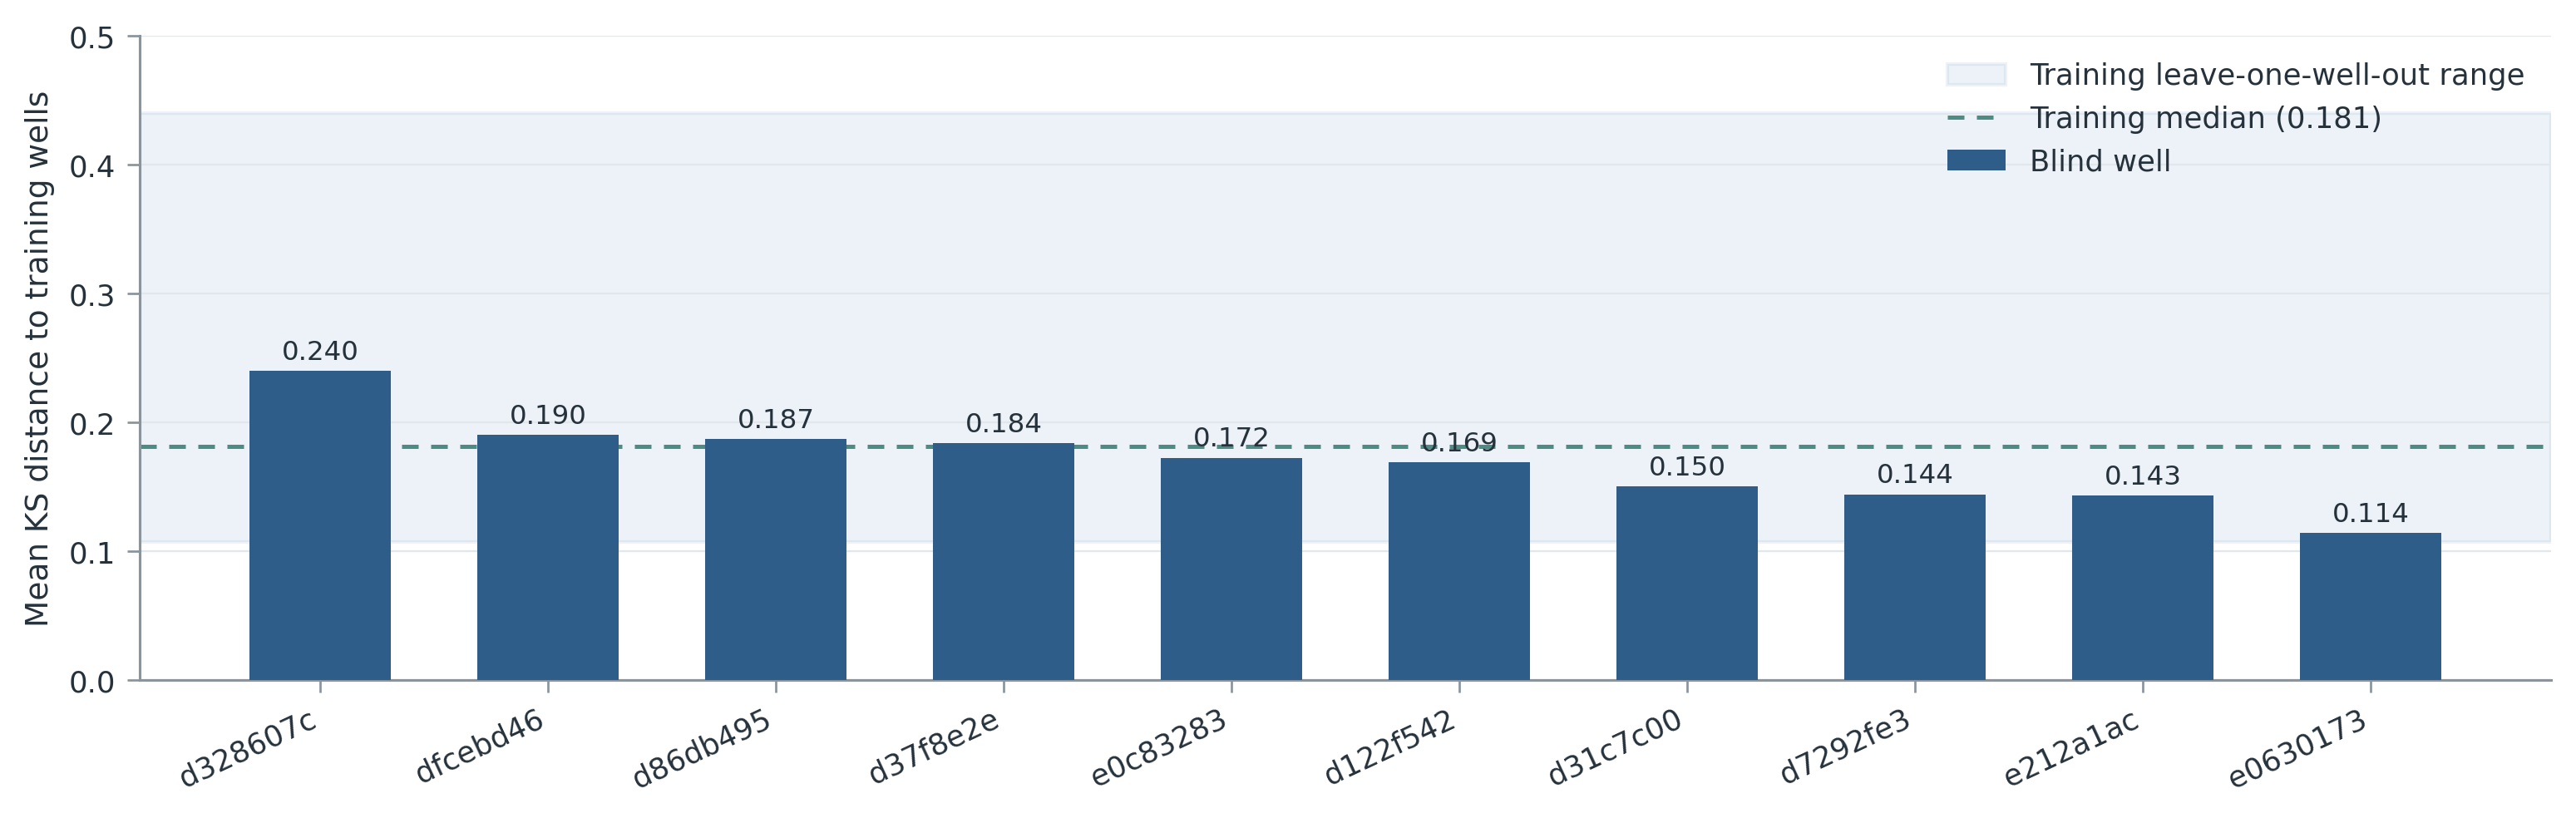 Mean KS distance to training wells
0.5
0.4
0.3
0.2
0.1
0.0
Training leave-one-well-out range
Training median (0.181)
Blind well
0.240
0.190
0.187
0.184
0.172
0.169
0.150
0.144
0.143
0.114
d328607c
dfcebd46
d86db495
d37f8e2e
e0c83283
d122f542
d31c7c00
d7292fe3
e212a1ac
e0630173